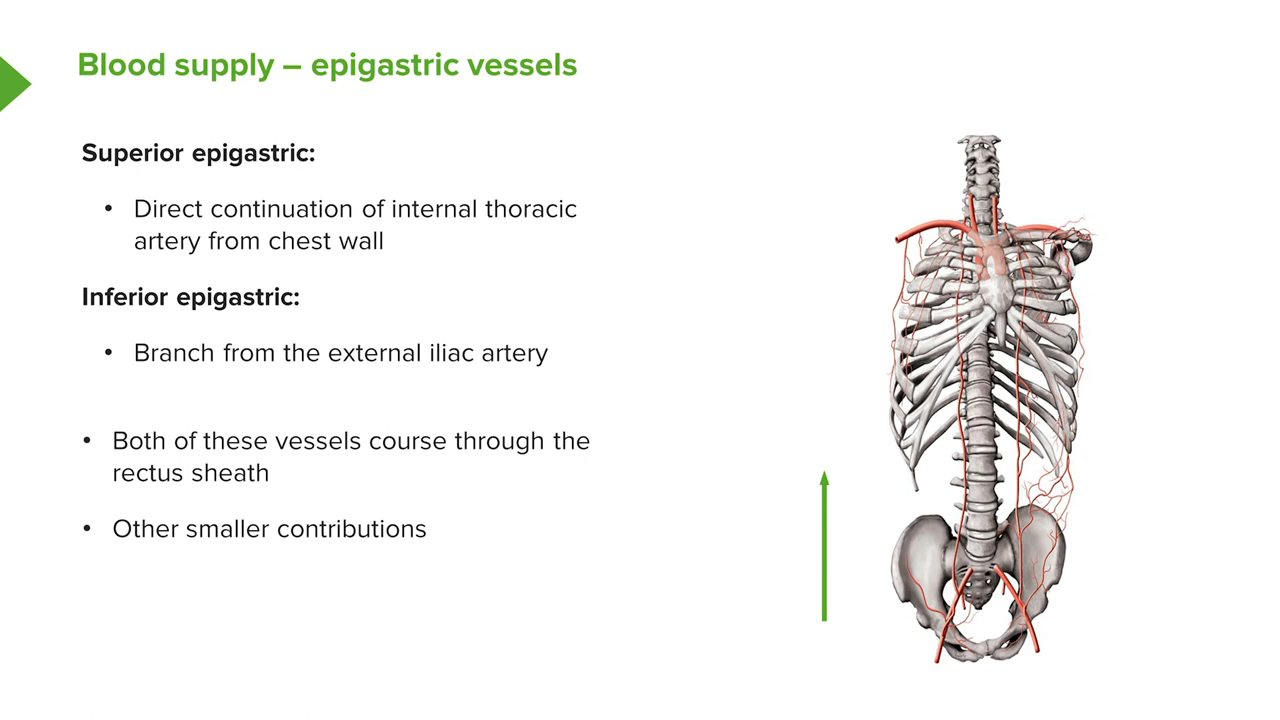 Blood supply – epigastric vessels
Superior epigastric:
• Direct continuation of internal thoracic
artery from chest wall
Inferior epigastric:
• Branch from the external iliac artery
• Both of these vessels course through the
rectus sheath
• Other smaller contributions